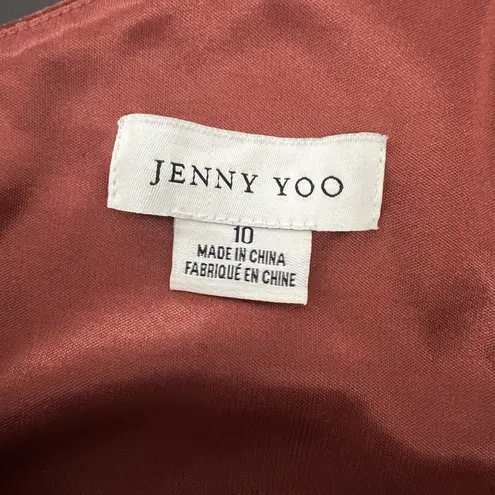 JENNY YOO
10
MADE IN CHINA
FABRIQUÉ EN CHINE